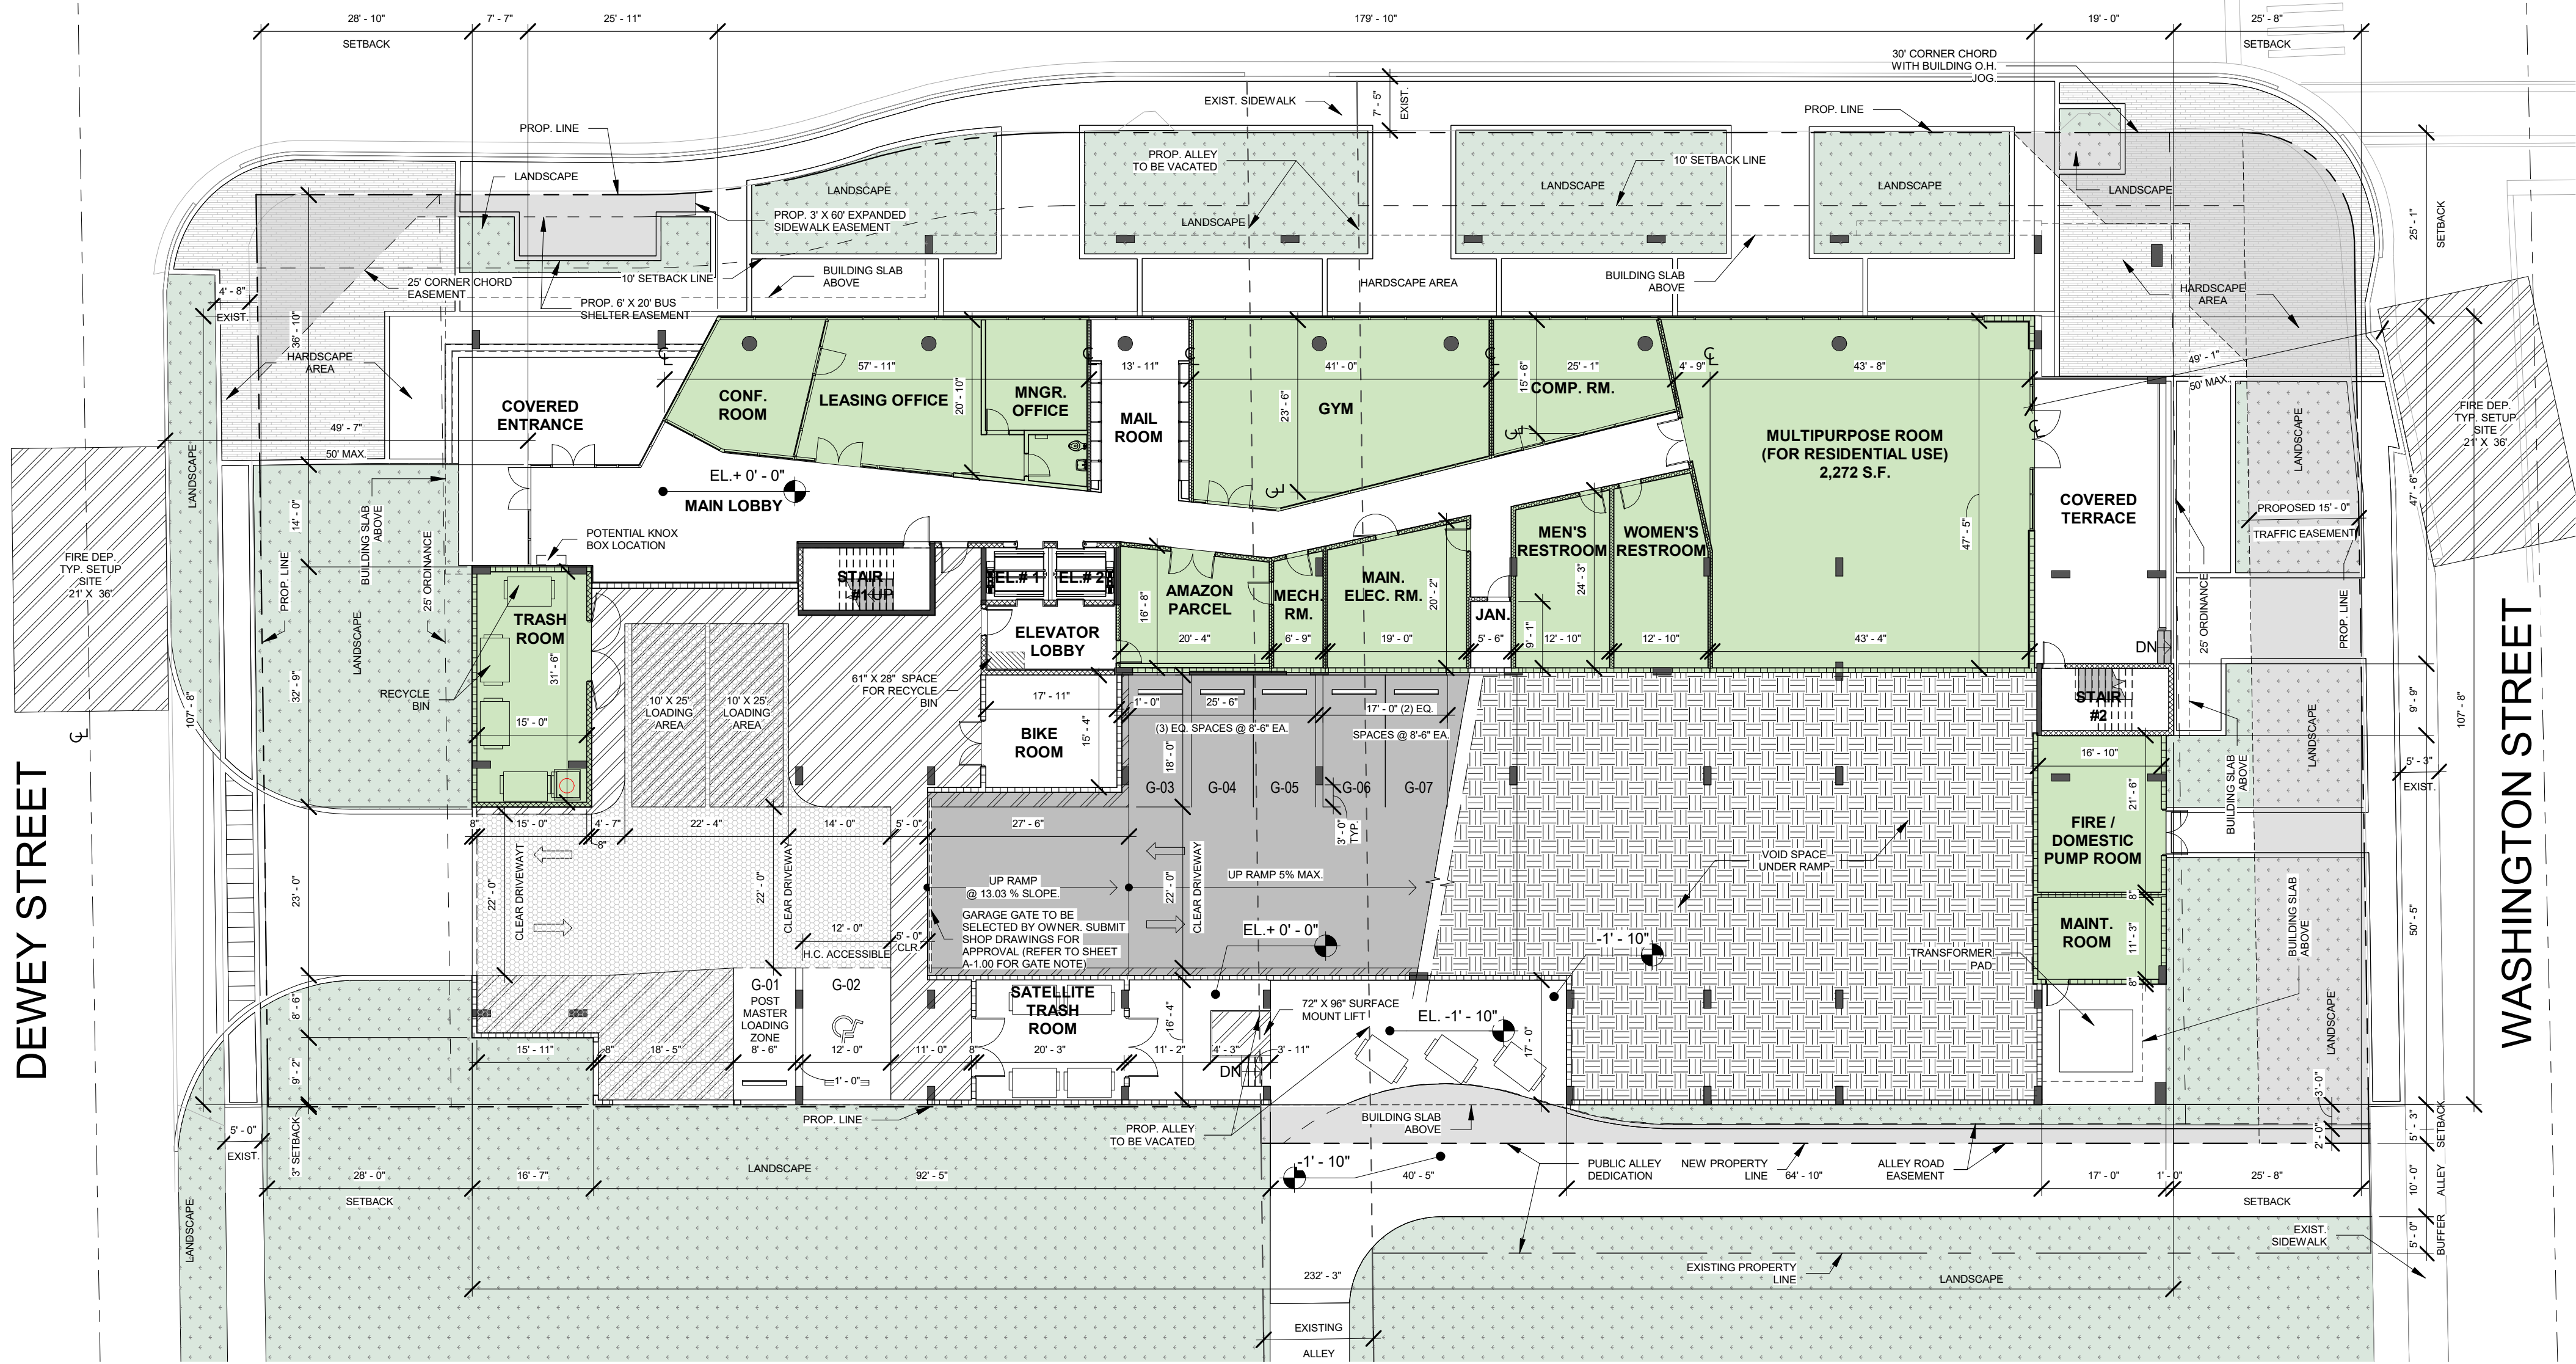 28' - 10"
7' - 7"
25' - 11"
179' - 10"
19' - 0"
25' - 8"
SETBACK
SETBACK
30' CORNER CHORD
WITH BUILDING O.H.
JOG.
EXIST. SIDEWALK
7' - 5"
EXIST.
PROP. LINE
PROP. LINE
LANDSCAPE
LANDSCAPE
PROP. ALLEY
TO BE VACATED
LANDSCAPE
10' SETBACK LINE
LANDSCAPE
LANDSCAPE
LANDSCAPE
PROP. 3' X 60' EXPANDED
SIDEWALK EASEMENT
25' - 1"
SETBACK
10' SETBACK LINE
BUILDING SLAB
ABOVE
25' CORNER CHORD
EASEMENT
PROP. 6' X 20' BUS
SHELTER EASEMENT
HARDSCAPE AREA
BUILDING SLAB
ABOVE
HARDSCAPE
AREA
4' - 8"
EXIST.
36' - 10"
HARDSCAPE
AREA
COVERED
ENTRANCE
49' - 7"
50' MAX.
CONF.
ROOM
57' - 11"
LEASING OFFICE
20' - 10"
MNGR.
OFFICE
13' - 11"
MAIL
ROOM
41' - 0"
GYM
23' - 6"
25' - 1"
15' - 6"
COMP. RM.
4' - 9"
43' - 8"
MULTIPURPOSE ROOM
(FOR RESIDENTIAL USE)
2,272 S.F.
47' - 5"
49' - 1"
50' MAX.
COVERED
TERRACE
LANDSCAPE
PROPOSED 15' - 0"
TRAFFIC EASEMENT
FIRE DEP.
TYP. SETUP
SITE
21' X 36'
47' - 6"
LANDSCAPE
EL.+ 0' - 0"
MAIN LOBBY
POTENTIAL KNOX
BOX LOCATION
14' - 0"
BUILDING SLAB
ABOVE
25' ORDINANCE
PROP. LINE
LANDSCAPE
FIRE DEP.
TYP. SETUP
SITE
21' X 36'
STAIR
#1 UP
EL.# 1
EL.# 2
AMAZON
PARCEL
16' - 8"
20' - 4"
MECH.
RM.
6' - 9"
MAIN.
ELEC. RM.
20' - 2"
19' - 0"
JAN.
5' - 6"
9' - 1"
MEN'S
RESTROOM
24' - 3"
12' - 10"
WOMEN'S
RESTROOM
12' - 10"
43' - 4"
25' ORDINANCE
PROP. LINE
DN
TRASH
ROOM
31' - 6"
15' - 0"
RECYCLE
BIN
32' - 9"
107' - 8"
10' X 25'
LOADING
AREA
10' X 25'
LOADING
AREA
ELEVATOR
LOBBY
61" X 28" SPACE
FOR RECYCLE
BIN
17' - 11"
BIKE
ROOM
15' - 4"
1' - 0"
25' - 6"
17' - 0" (2) EQ.
(3) EQ. SPACES @ 8'-6" EA.
SPACES @ 8'-6" EA.
18' - 0"
G-03
G-04
G-05
G-06
G-07
3' - 0"
TYP.
STAIR
#2
9' - 9"
107' - 8"
16' - 10"
21' - 6"
5' - 3"
EXIST.
BUILDING SLAB
ABOVE
LANDSCAPE
DEWEY STREET
WASHINGTON STREET
8"
15' - 0"
4' - 7"
8"
22' - 4"
14' - 0"
5' - 0"
27' - 6"
FIRE /
DOMESTIC
PUMP ROOM
VOID SPACE
UNDER RAMP
23' - 0"
22' - 0"
CLEAR DRIVEWAYT
22' - 0"
CLEAR DRIVEWAY
UP RAMP
@ 13.03 % SLOPE.
UP RAMP 5% MAX.
22' - 0"
CLEAR DRIVEWAY
GARAGE GATE TO BE
SELECTED BY OWNER. SUBMIT
SHOP DRAWINGS FOR
APPROVAL (REFER TO SHEET
A-1.00 FOR GATE NOTE)
12' - 0"
H.C. ACCESSIBLE
5' - 0"
CLR.
EL.+ 0' - 0"
-1' - 10"
8"
MAINT.
ROOM
11' - 3"
8"
TRANSFORMER
PAD
BUILDING SLAB
ABOVE
50' - 5"
LANDSCAPE
G-01
POST
MASTER
LOADING
ZONE
8' - 6"
G-02
12' - 0"
1' - 0"
SATELLITE
TRASH
ROOM
20' - 3"
8"
11' - 0"
16' - 4"
11' - 2"
4' - 3"
3' - 11"
DN
72" X 96" SURFACE
MOUNT LIFT
EL. -1' - 10"
17' - 0"
8' - 6"
9' - 2"
15' - 11"
8"
18' - 5"
3" SETBACK
5' - 0"
EXIST.
PROP. LINE
PROP. ALLEY
TO BE VACATED
BUILDING SLAB
ABOVE
3'- 0"
2' - 0"
5' - 3"
SETBACK
LANDSCAPE
-1' - 10"
PUBLIC ALLEY
DEDICATION
NEW PROPERTY
LINE
ALLEY ROAD
EASEMENT
28' - 0"
SETBACK
16' - 7"
92' - 5"
40' - 5"
64' - 10"
17' - 0"
1' - 0"
25' - 8"
SETBACK
10' - 0"
ALLEY
5' - 0"
BUFFER
LANDSCAPE
EXIST.
SIDEWALK
EXISTING PROPERTY
LINE
LANDSCAPE
232' - 3"
EXISTING
ALLEY